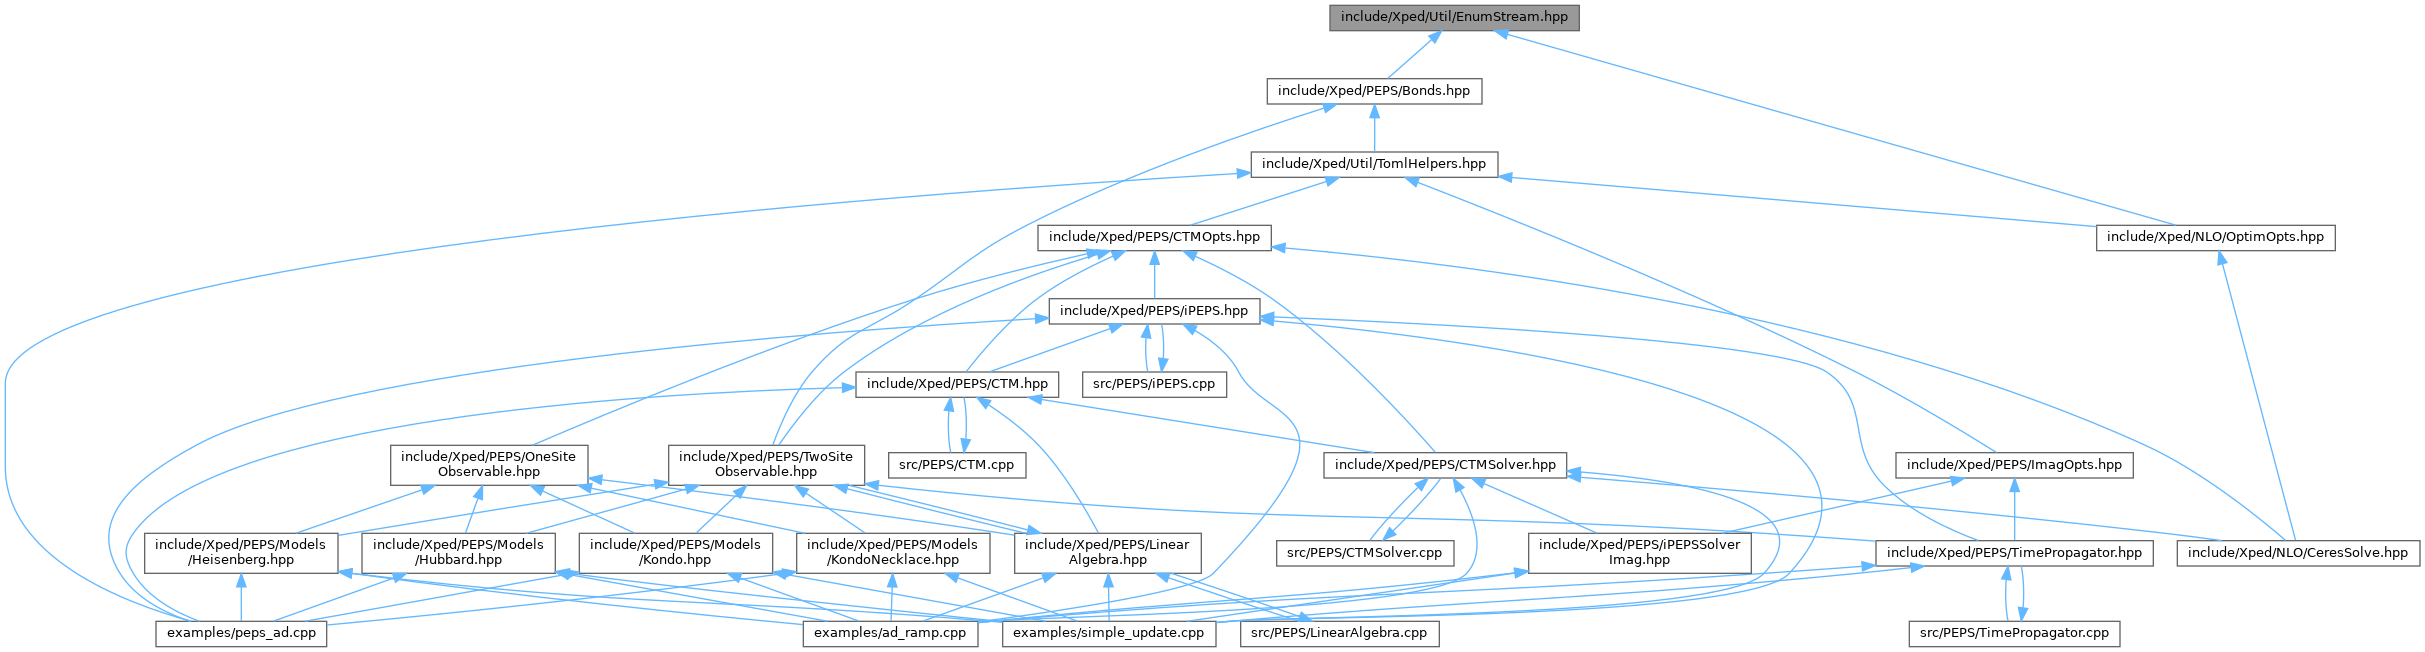 include/Xped/Util/EnumStream.hpp
include/Xped/PEPS/Bonds.hpp
include/Xped/Util/TomlHelpers.hpp
include/Xped/PEPS/CTMOpts.hpp
include/Xped/NLO/OptimOpts.hpp
include/Xped/PEPS/iPEPS.hpp
include/Xped/PEPS/CTM.hpp
src/PEPS/iPEPS.cpp
include/Xped/PEPS/OneSite
Observable.hpp
include/Xped/PEPS/TwoSite
Observable.hpp
src/PEPS/CTM.cpp
include/Xped/PEPS/CTMSolver.hpp
include/Xped/PEPS/ImagOpts.hpp
include/Xped/PEPS/Models
/Heisenberg.hpp
include/Xped/PEPS/Models
/Hubbard.hpp
include/Xped/PEPS/Models
/Kondo.hpp
include/Xped/PEPS/Models
/KondoNecklace.hpp
include/Xped/PEPS/Linear
Algebra.hpp
src/PEPS/CTMSolver.cpp
include/Xped/PEPS/iPEPSSolver
Imag.hpp
include/Xped/PEPS/TimePropagator.hpp
include/Xped/NLO/CeresSolve.hpp
examples/peps_ad.cpp
examples/ad_ramp.cpp
examples/simple_update.cpp
src/PEPS/LinearAlgebra.cpp
src/PEPS/TimePropagator.cpp